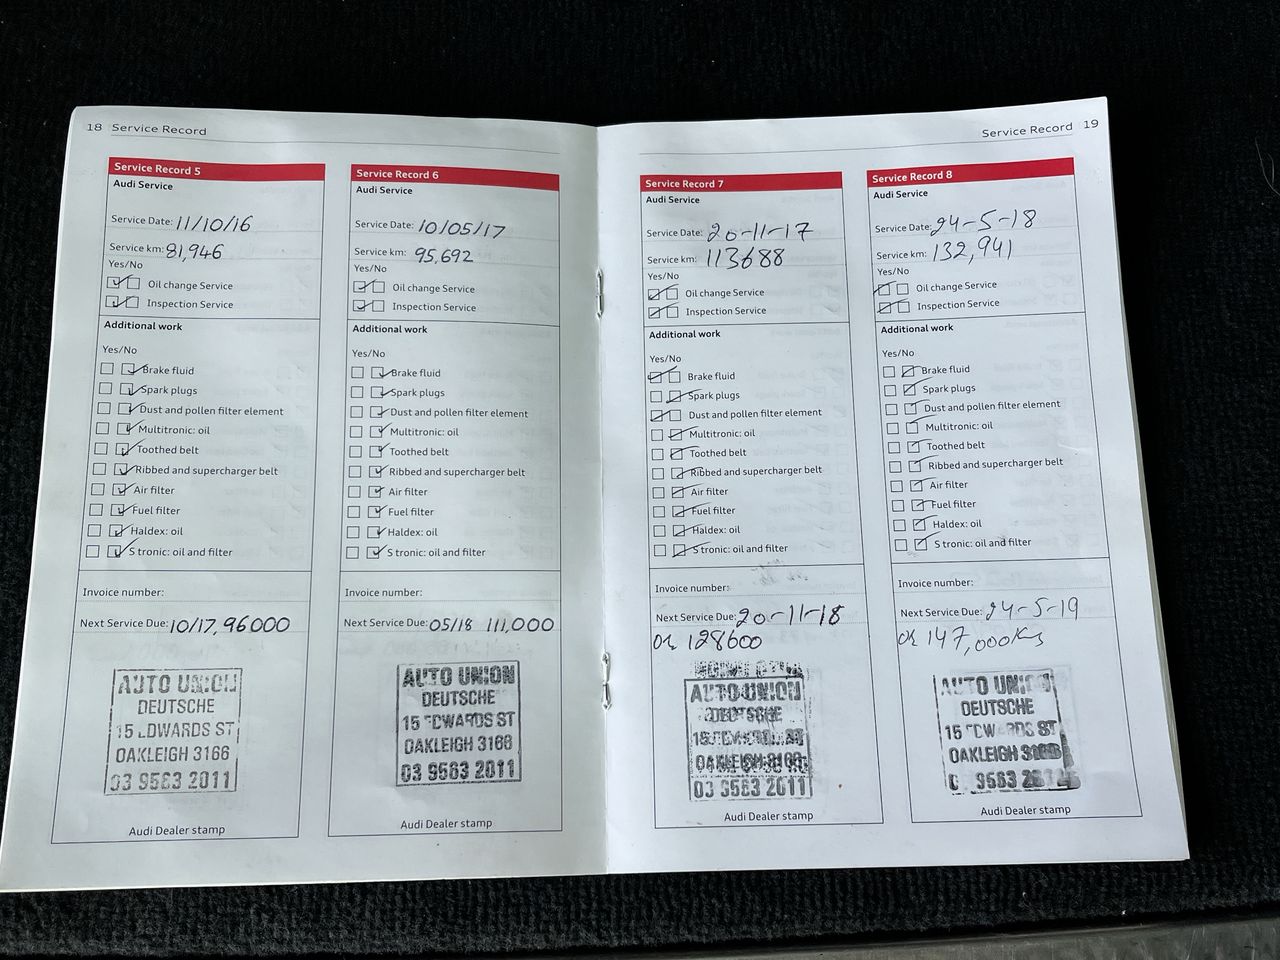 18 Service Record
Service Record 5
Audi Service
Service Date: 11/10/16
Service km: 81,946
Yes/No
Oil change Service
Inspection Service
Additional work
Yes/No
Brake fluid
Spark plugs
Dust and pollen filter element
Multitronic: oil
Toothed belt
Ribbed and supercharger belt
Air filter
Fuel filter
Haldex: oil
S tronic: oil and filter
Invoice number:
Next Service Due: 10/17, 96000
AUTO UNION
DEUTSCHE
15 EDWARDS ST
OAKLEIGH 3166
03 9563 2011
Audi Dealer stamp
Service Record 6
Audi Service
Service Date: 10/05/17
Service km: 95,692
Yes/No
Oil change Service
Inspection Service
Additional work
Yes/No
Brake fluid
Spark plugs
Dust and pollen filter element
Multitronic: oil
Toothed belt
Ribbed and supercharger belt
Air filter
Fuel filter
Haldex: oil
S tronic: oil and filter
Invoice number:
Next Service Due: 05/18 111,000
AUTO UNION
DEUTSCHE
15 EDWARDS ST
OAKLEIGH 3166
03 9563 2011
Audi Dealer stamp
Service Record 19
Service Record 7
Audi Service
Service Date: 20-11-17
Service km: 113688
Yes/No
Oil change Service
Inspection Service
Additional work
Yes/No
Brake fluid
Spark plugs
Dust and pollen filter element
Multitronic: oil
Toothed belt
Ribbed and supercharger belt
Air filter
Fuel filter
Haldex: oil
S tronic: oil and filter
Invoice number:
Next Service Due: 20-11-18
OR 128600
AUTO UNION
DEUTSCHE
OAKLEIGH 3166
03 9563 2011
Audi Dealer stamp
Service Record 8
Audi Service
Service Date: 24-5-18
Service km: 132,941
Yes/No
Oil change Service
Inspection Service
Additional work
Yes/No
Brake fluid
Spark plugs
Dust and pollen filter element
Multitronic: oil
Toothed belt
Ribbed and supercharger belt
Air filter
Fuel filter
Haldex: oil
S tronic: oil and filter
Invoice number:
Next Service Due: 24-5-19
OR 147,000Kms
AUTO UNION
DEUTSCHE
15 EDWARDS ST
OAKLEIGH 3166
9563
Audi Dealer stamp